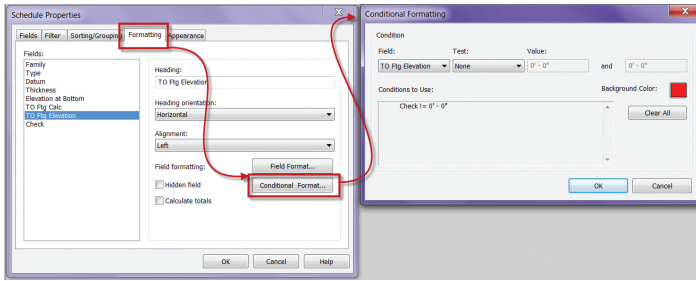 Schedule Properties
Fields Filter Sorting/Grouping Formatting Appearance
Fields:
Family
Type
Datum
Thickness
Elevation at Bottom
TO Ftg Calc
TO Ftg Elevation
Check
Heading:
TO Ftg Elevation
Heading orientation:
Horizontal
Alignment:
Left
Field formatting:
Field Format...
Hidden field
Conditional Format...
Calculate totals
OK Cancel Help
Conditional Formatting
Condition
Field: Test: Value:
TO Ftg Elevation None 0' - 0" and 0' - 0"
Conditions to Use: Background Color:
Check != 0' - 0"
Clear All
OK Cancel